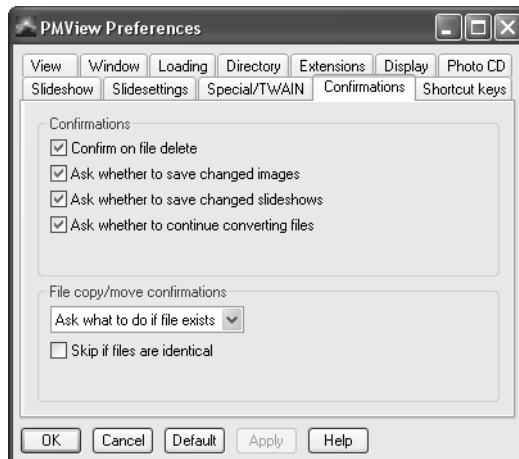 PMView Preferences
View Window Loading Directory Extensions Display Photo CD
Slideshow Slidesettings Special/TWAIN Confirmations Shortcut keys
Confirmations
Confirm on file delete
Ask whether to save changed images
Ask whether to save changed slideshows
Ask whether to continue converting files
File copy/move confirmations
Ask what to do if file exists
Skip if files are identical
OK Cancel Default Apply Help